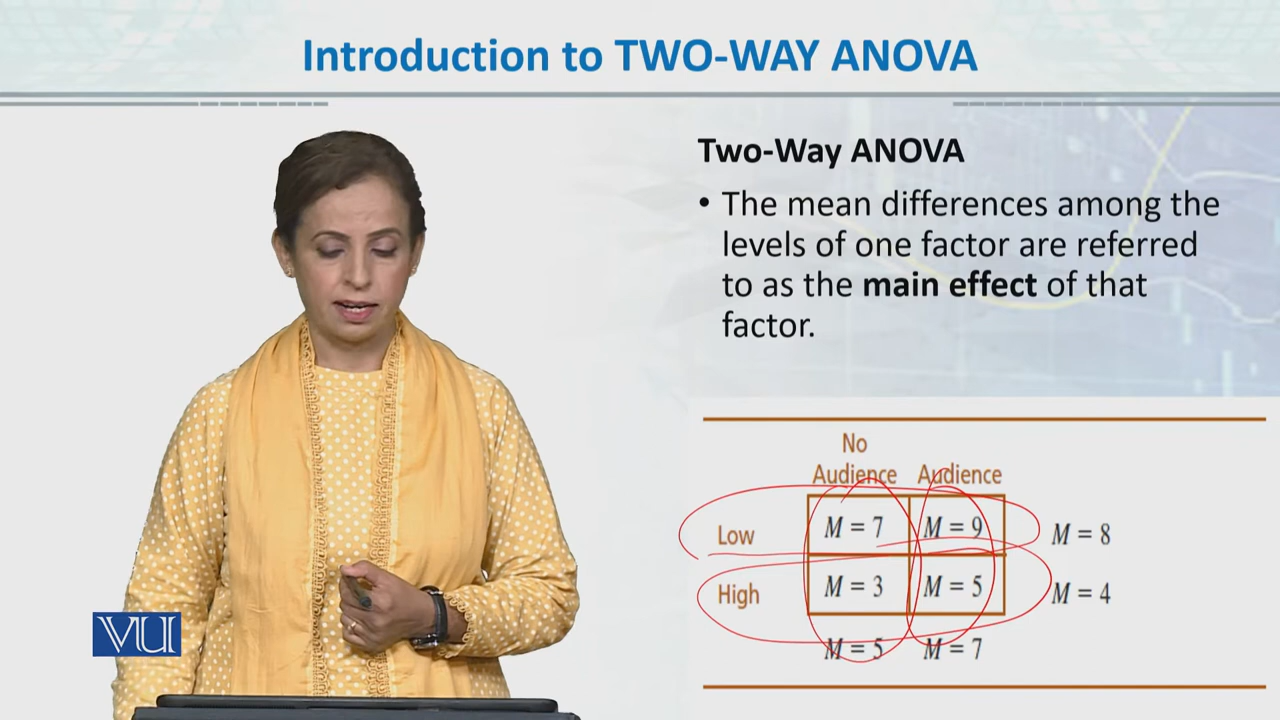 Introduction to TWO-WAY ANOVA
Two-Way ANOVA
• The mean differences among the
levels of one factor are referred
to as the main effect of that
factor.
No
Audience Audience
Low M = 7 M = 9 M = 8
High M = 3 M = 5 M = 4
M = 5 M = 7
VU